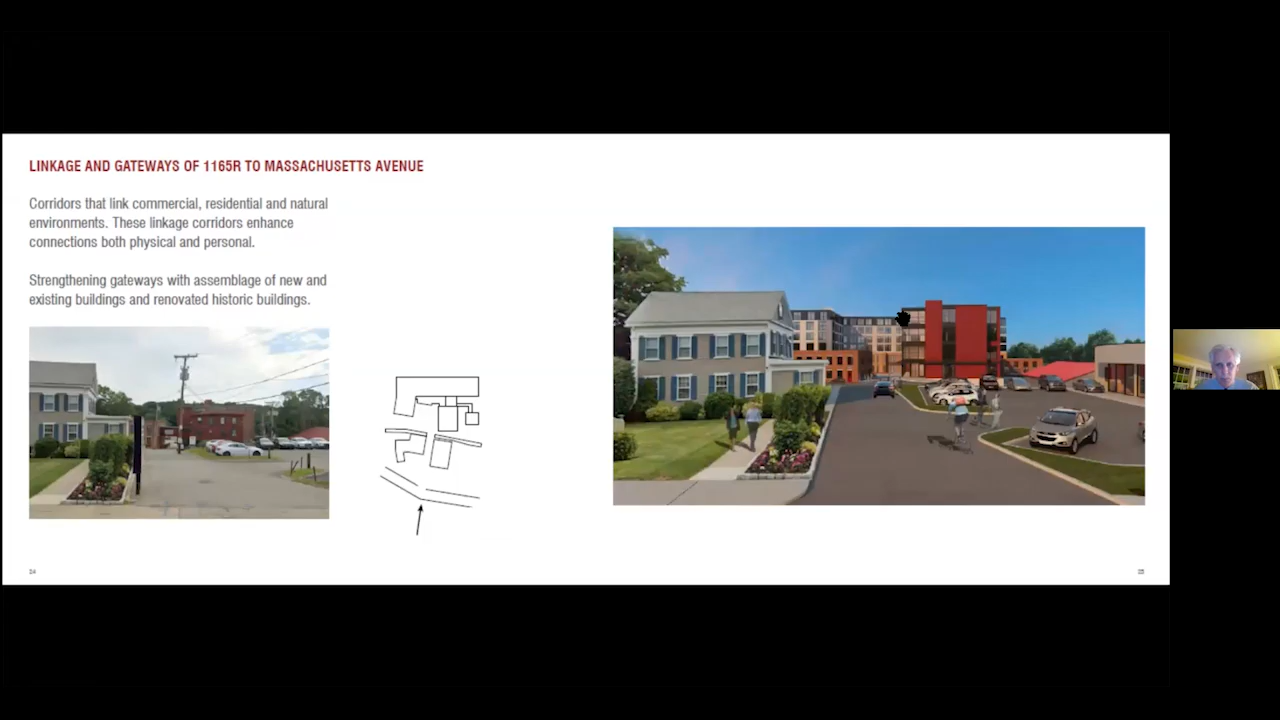 LINKAGE AND GATEWAYS OF 1165R TO MASSACHUSETTS AVENUE
Corridors that link commercial, residential and natural
environments. These linkage corridors enhance
connections both physical and personal.
Strengthening gateways with assemblage of new and
existing buildings and renovated historic buildings.
24
25